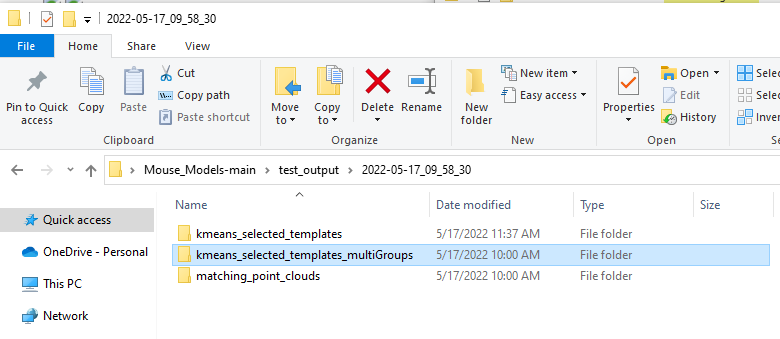 2022-05-17_09_58_30
File Home Share View
Pin to Quick access
Copy
Paste
Cut
Copy path
Paste shortcut
Clipboard
Move to
Copy to
Delete
Rename
Organize
New folder
New item
Easy access
New
Properties
Open
Edit
History
Open
Selec
Selec
Inver
Se
Mouse_Models-main > test_output > 2022-05-17_09_58_30
Quick access
OneDrive - Personal
This PC
Network
Name Date modified Type Size
kmeans_selected_templates 5/17/2022 11:37 AM File folder
kmeans_selected_templates_multiGroups 5/17/2022 10:00 AM File folder
matching_point_clouds 5/17/2022 10:00 AM File folder